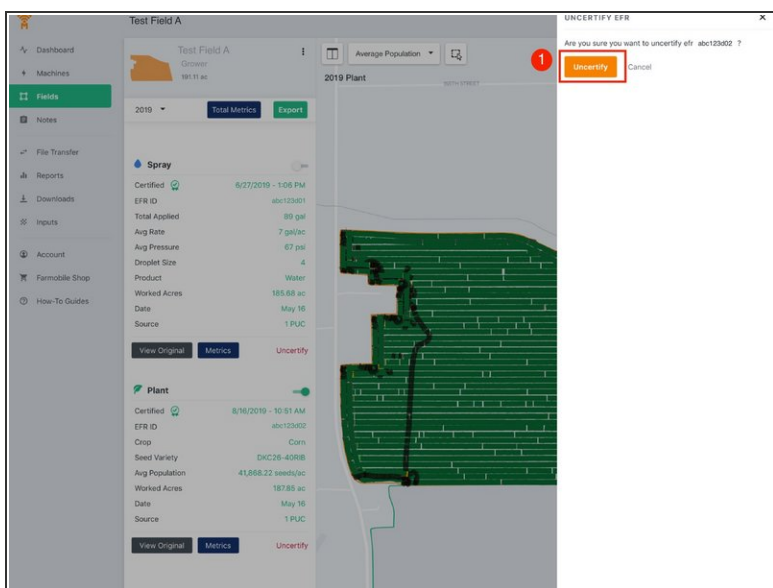 Test Field A
UNCERTIFY EFR X
Are you sure you want to uncertify efr abc123d02 ?
1
Uncertify Cancel
Dashboard
Machines
Fields
Notes
File Transfer
Reports
Downloads
Inputs
Account
Farmobile Shop
How-To Guides
Test Field A
Grower
191.11 ac
2019 Total Metrics Export
Spray
Certified 6/27/2019 - 1:06 PM
EFR ID abc123d01
Total Applied 99 gal
Avg Rate 7 gal/ac
Avg Pressure 67 psi
Droplet Size 4
Product Water
Worked Acres 185.68 ac
Date May 16
Source 1 PUC
View Original Metrics Uncertify
Plant
Certified 8/16/2019 - 10:51 AM
EFR ID abc123d02
Crop Corn
Seed Variety DKC26-40RIB
Avg Population 41,868.22 seeds/ac
Worked Acres 187.85 ac
Date May 16
Source 1 PUC
View Original Metrics Uncertify
Average Population
2019 Plant